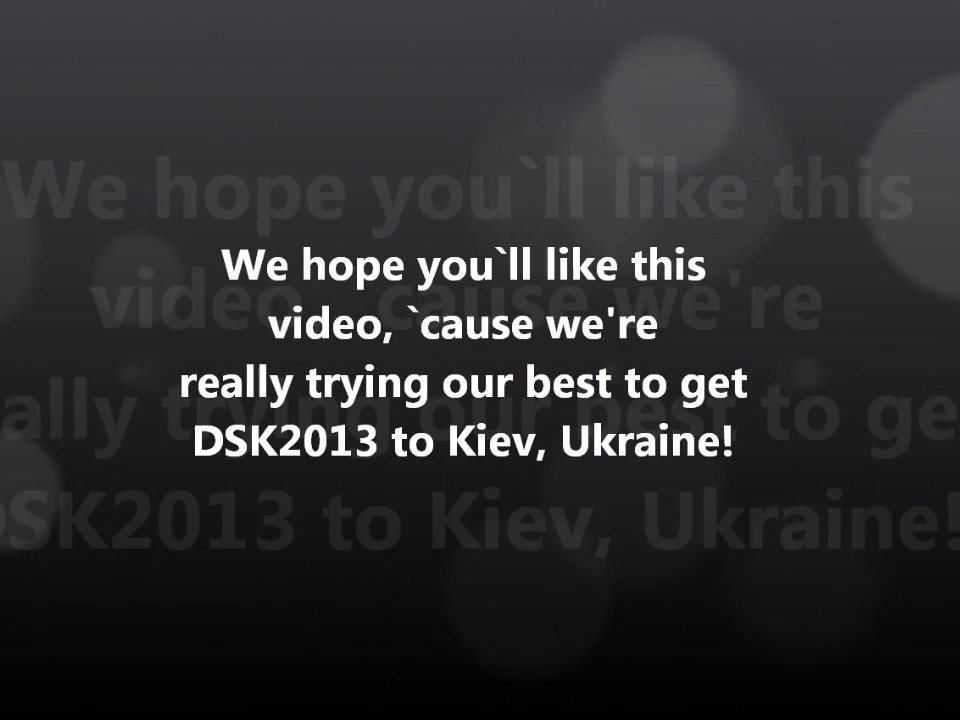 We hope you`ll like this
video, `cause we're
really trying our best to get
DSK2013 to Kiev, Ukraine!